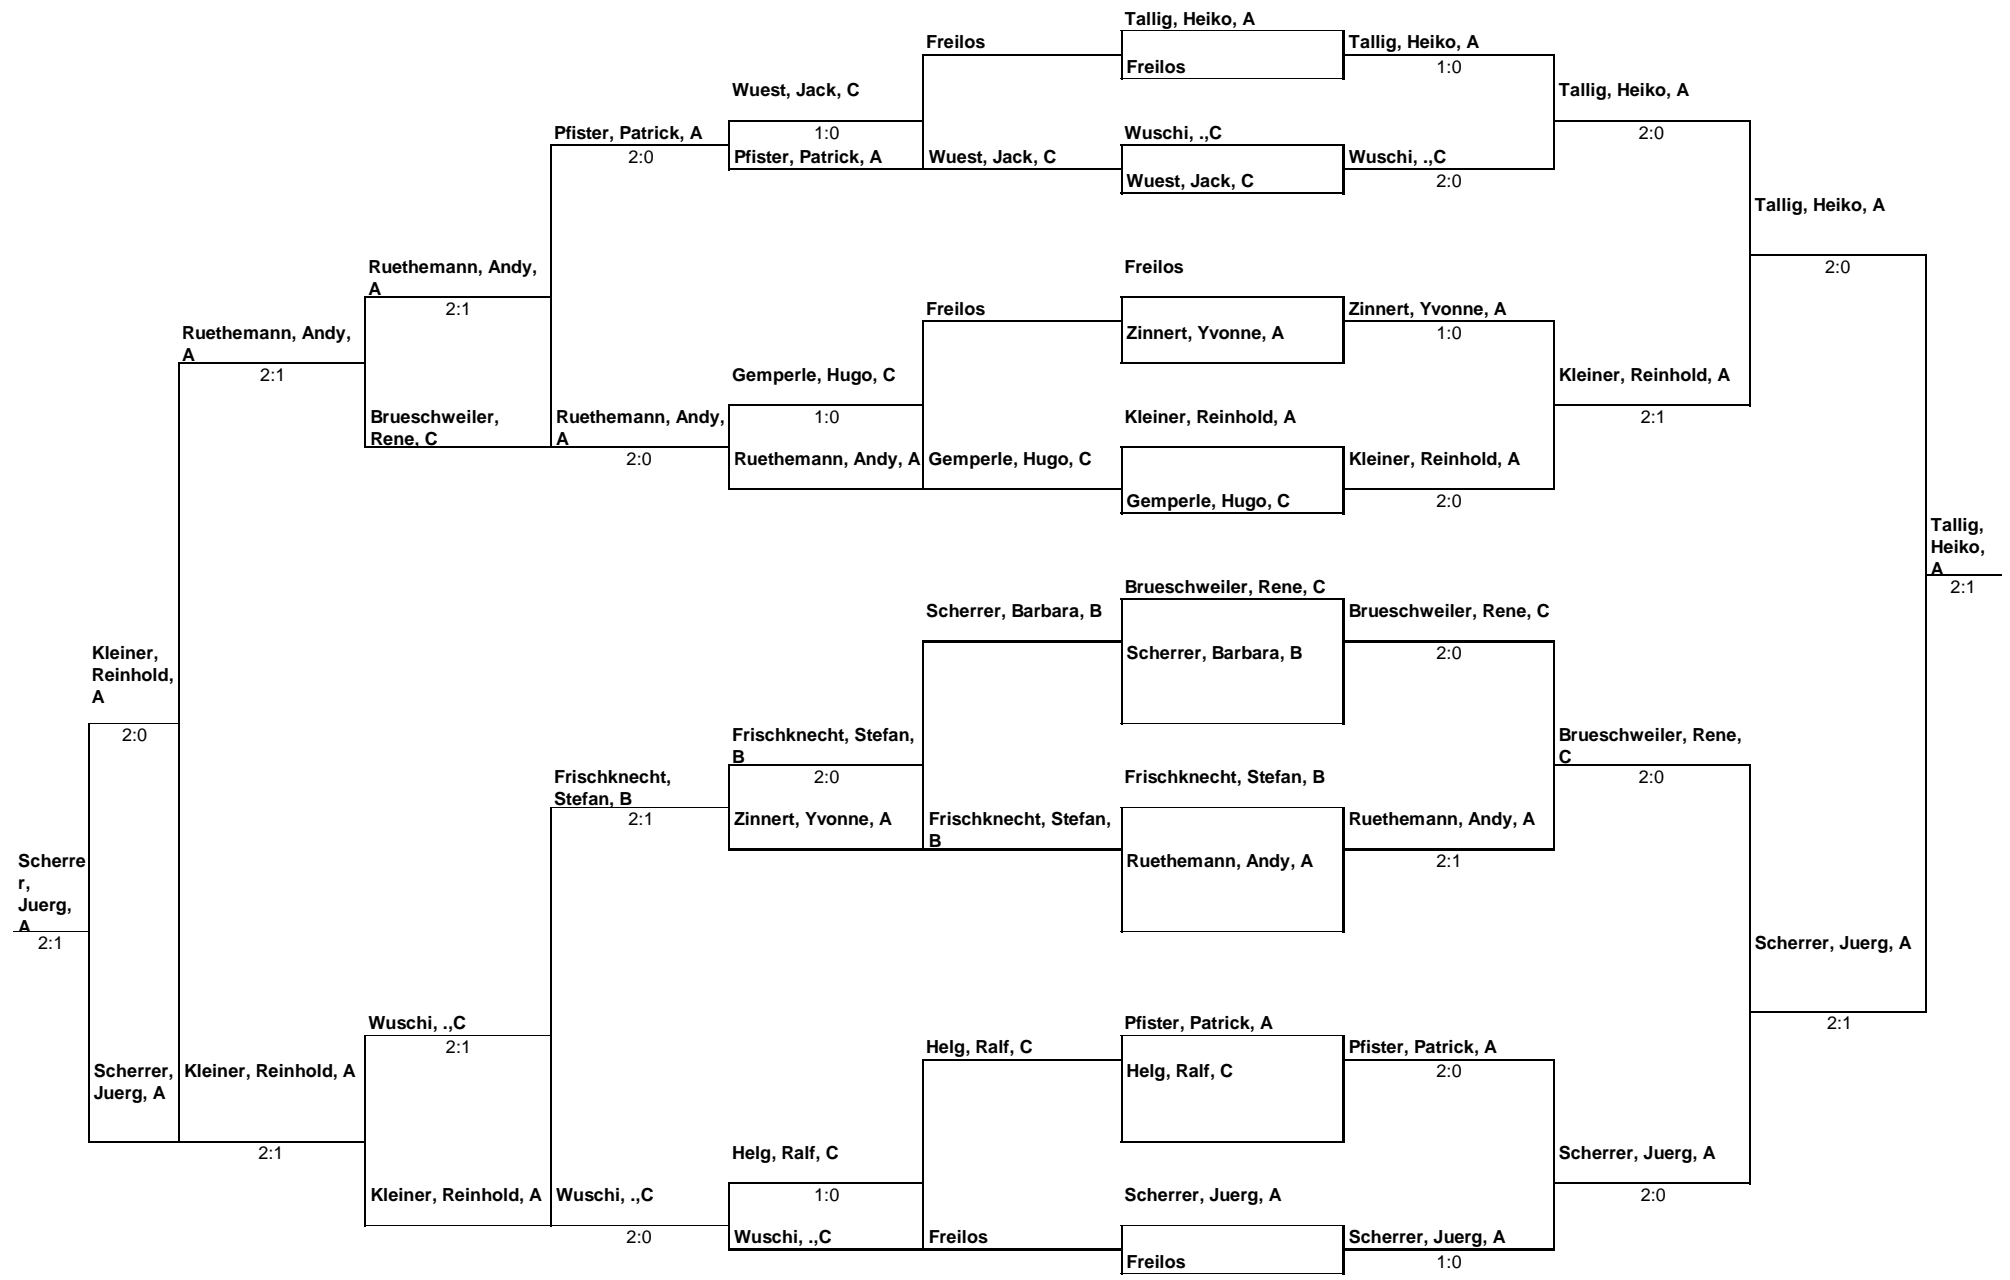 Tallig, Heiko, A
Freilos
Tallig, Heiko, A
Freilos
1:0
Wuest, Jack, C
Tallig, Heiko, A
Pfister, Patrick, A
1:0
Wuschi, .,C
2:0
2:0
Pfister, Patrick, A
Wuest, Jack, C
Wuschi, .,C
Wuest, Jack, C
2:0
Tallig, Heiko, A
Ruethemann, Andy,
A
Freilos
2:0
2:1
Freilos
Zinnert, Yvonne, A
Ruethemann, Andy,
A
Zinnert, Yvonne, A
1:0
2:1
Gemperle, Hugo, C
Kleiner, Reinhold, A
Brueschweiler,
Rene, C
Ruethemann, Andy,
A
1:0
Kleiner, Reinhold, A
2:1
2:0
Ruethemann, Andy, A
Gemperle, Hugo, C
Kleiner, Reinhold, A
Gemperle, Hugo, C
2:0
Tallig,
Heiko,
A
2:1
Brueschweiler, Rene, C
Scherrer, Barbara, B
Brueschweiler, Rene, C
Kleiner,
Reinhold,
A
Scherrer, Barbara, B
2:0
2:0
Frischknecht, Stefan,
B
Brueschweiler, Rene,
C
Frischknecht,
Stefan, B
2:0
Frischknecht, Stefan, B
2:0
2:1
Zinnert, Yvonne, A
Frischknecht, Stefan,
B
Ruethemann, Andy, A
Scherre
r,
Juerg,
A
2:1
Ruethemann, Andy, A
2:1
Scherrer, Juerg, A
Wuschi, .,C
Pfister, Patrick, A
2:1
2:1
Helg, Ralf, C
Pfister, Patrick, A
Scherrer,
Juerg, A
Kleiner, Reinhold, A
Helg, Ralf, C
2:0
2:1
Helg, Ralf, C
Scherrer, Juerg, A
Kleiner, Reinhold, A
Wuschi, .,C
1:0
Scherrer, Juerg, A
2:0
2:0
Wuschi, .,C
Freilos
Scherrer, Juerg, A
Freilos
1:0